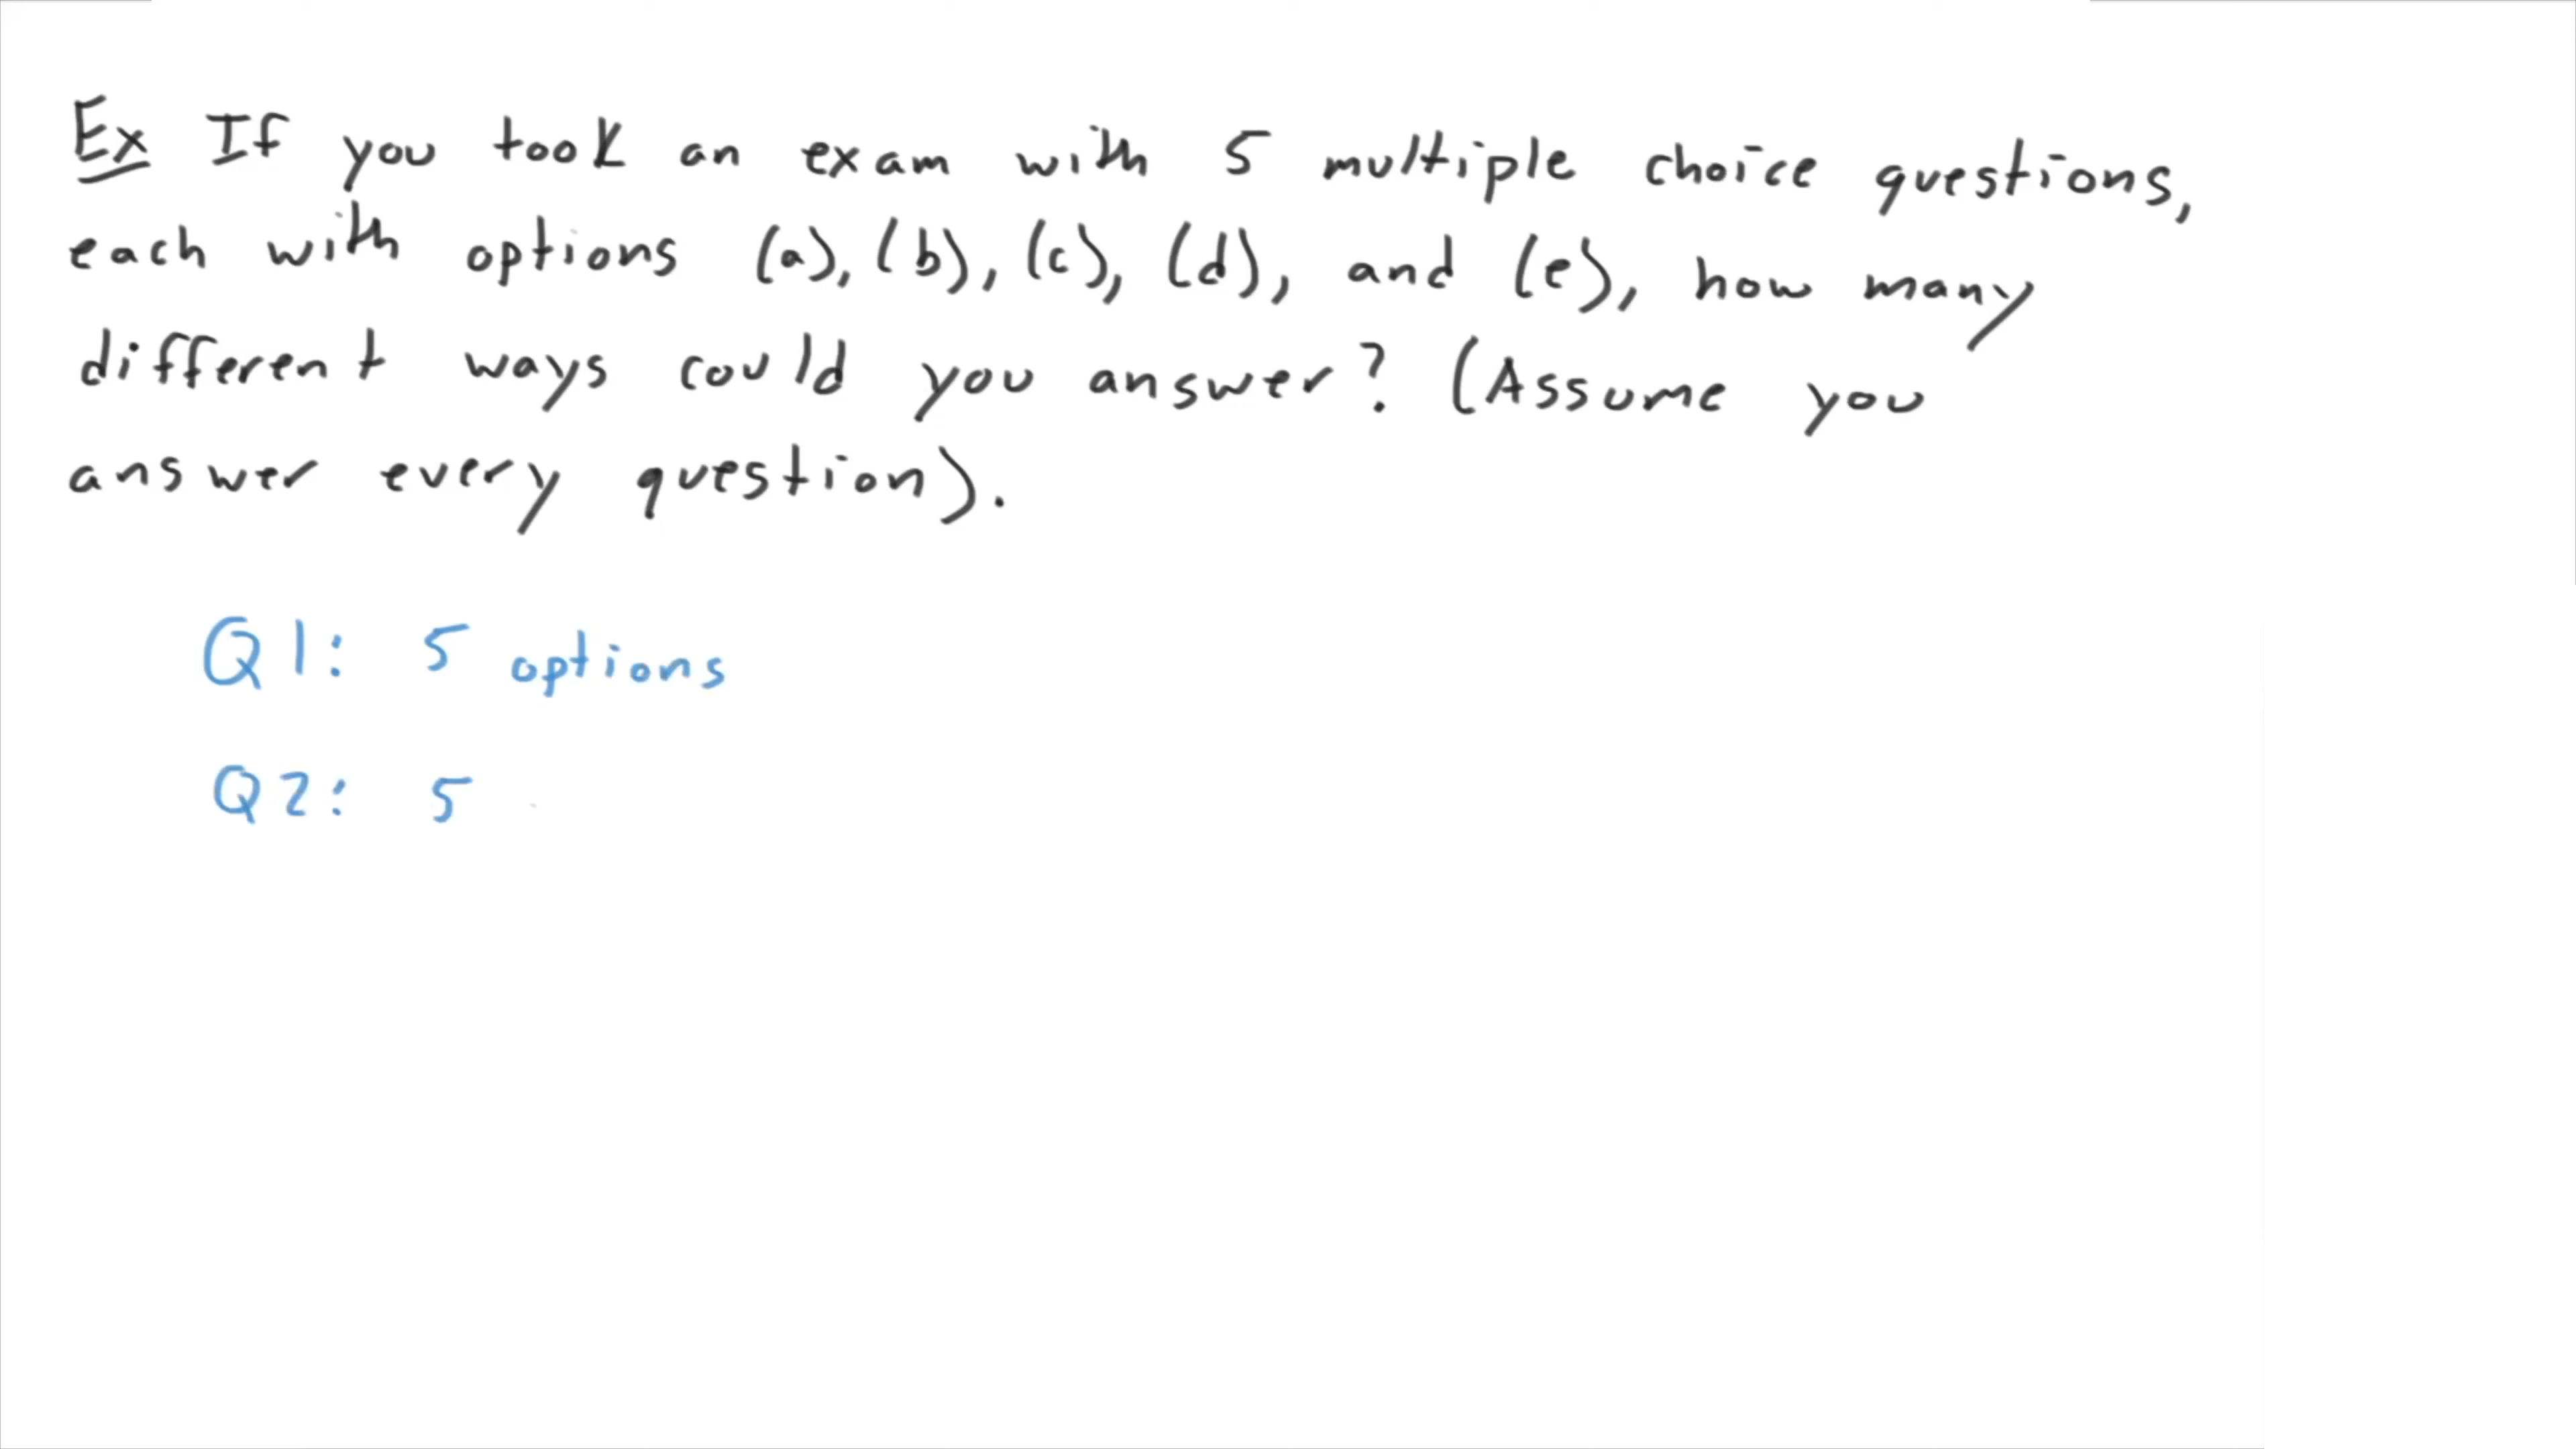 Ex If you took an exam with 5 multiple choice questions,
each with options (a), (b), (c), (d), and (e), how many
different ways could you answer? (Assume you
answer every question).
Q1: 5 options
Q2: 5